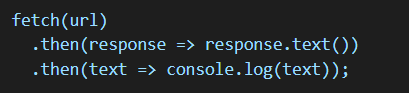 fetch(url)
  .then(response => response.text())
  .then(text => console.log(text));